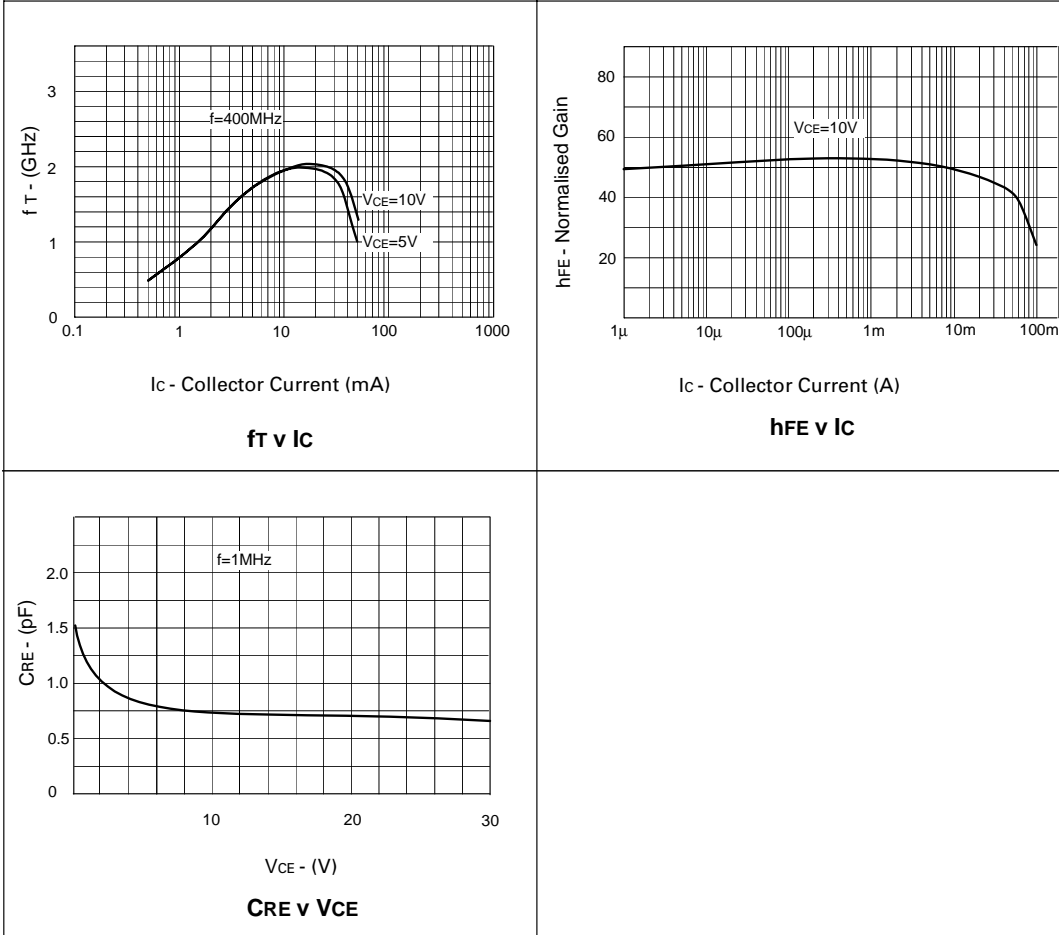 f T - (GHz)
3
2
1
0
f=400MHz
VCE=10V
VCE=5V
0.1 1 10 100 1000
IC - Collector Current (mA)
fT v IC
hFE - Normalised Gain
80
60
40
20
VCE=10V
1µ 10µ 100µ 1m 10m 100m
IC - Collector Current (A)
hFE v IC
CRE - (pF)
2.0
1.5
1.0
0.5
0
f=1MHz
10 20 30
VCE - (V)
CRE v VCE